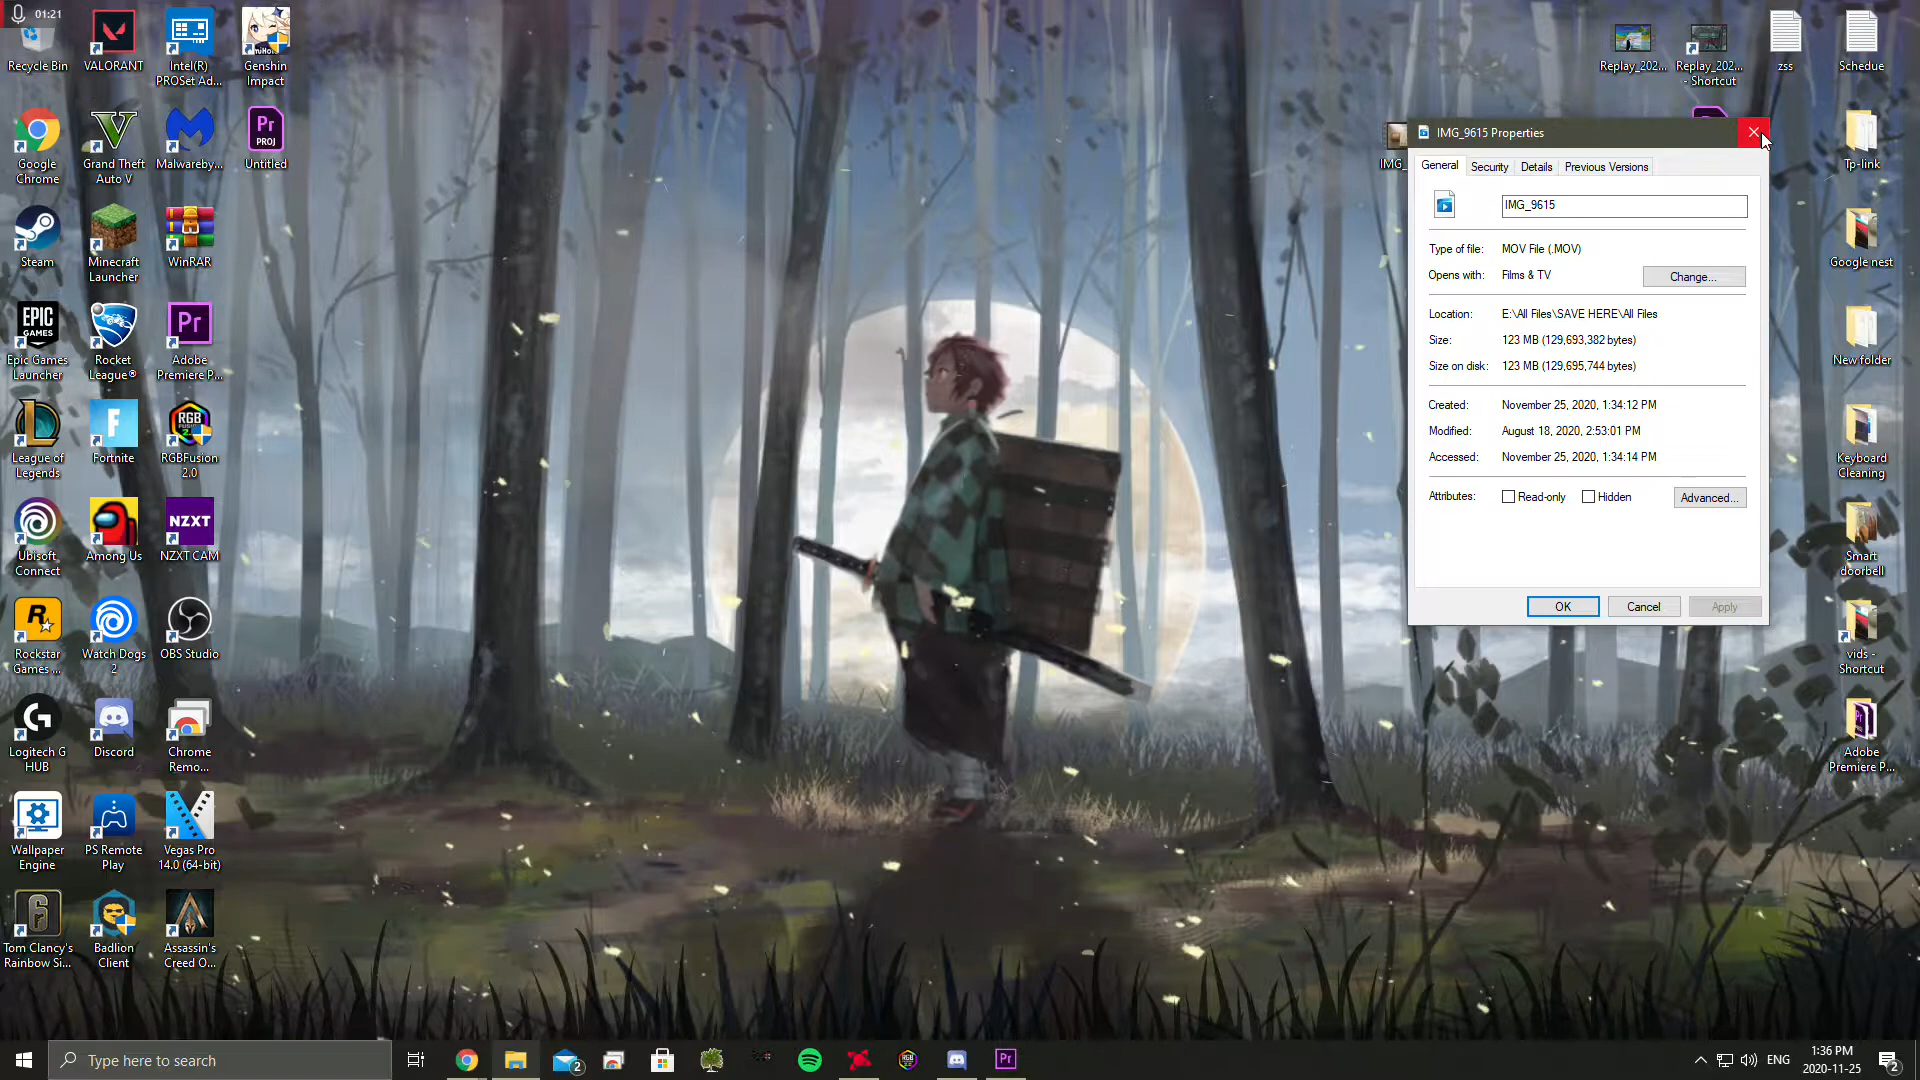 01:21
Recycle Bin
VALORANT
Intel(R)
PROSet Ad...
Genshin
Impact
Google
Chrome
Grand Theft
Auto V
Malwareby...
Pr
PROJ
Untitled
Steam
Minecraft
Launcher
WinRAR
EPIC
GAMES
Epic Games
Launcher
Rocket
League®
Pr
Adobe
Premiere P...
League of
Legends
F
Fortnite
RGB
RGBFusion
2.0
Ubisoft
Connect
Among Us
NZXT
NZXT CAM
R
Rockstar
Games ...
Watch Dogs
2
OBS Studio
Logitech G
HUB
Discord
Chrome
Remo...
Wallpaper
Engine
PS Remote
Play
Vegas Pro
14.0 (64-bit)
6
Tom Clancy's
Rainbow Si...
Badlion
Client
Assassin's
Creed O...
Replay_202...
Replay_202...
- Shortcut
zss
Schedue
IMG_
IMG_9615 Properties
General Security Details Previous Versions
IMG_9615
Type of file: MOV File (.MOV)
Opens with: Films & TV
Change...
Location: E:\All Files\SAVE HERE\All Files
Size: 123 MB (129,693,382 bytes)
Size on disk: 123 MB (129,695,744 bytes)
Created: November 25, 2020, 1:34:12 PM
Modified: August 18, 2020, 2:53:01 PM
Accessed: November 25, 2020, 1:34:14 PM
Attributes: Read-only Hidden
Advanced...
OK Cancel Apply
Tp-link
Google nest
New folder
Keyboard
Cleaning
Smart
doorbell
vids -
Shortcut
Adobe
Premiere P...
Type here to search
2
Pr
ENG
1:36 PM
2020-11-25
2